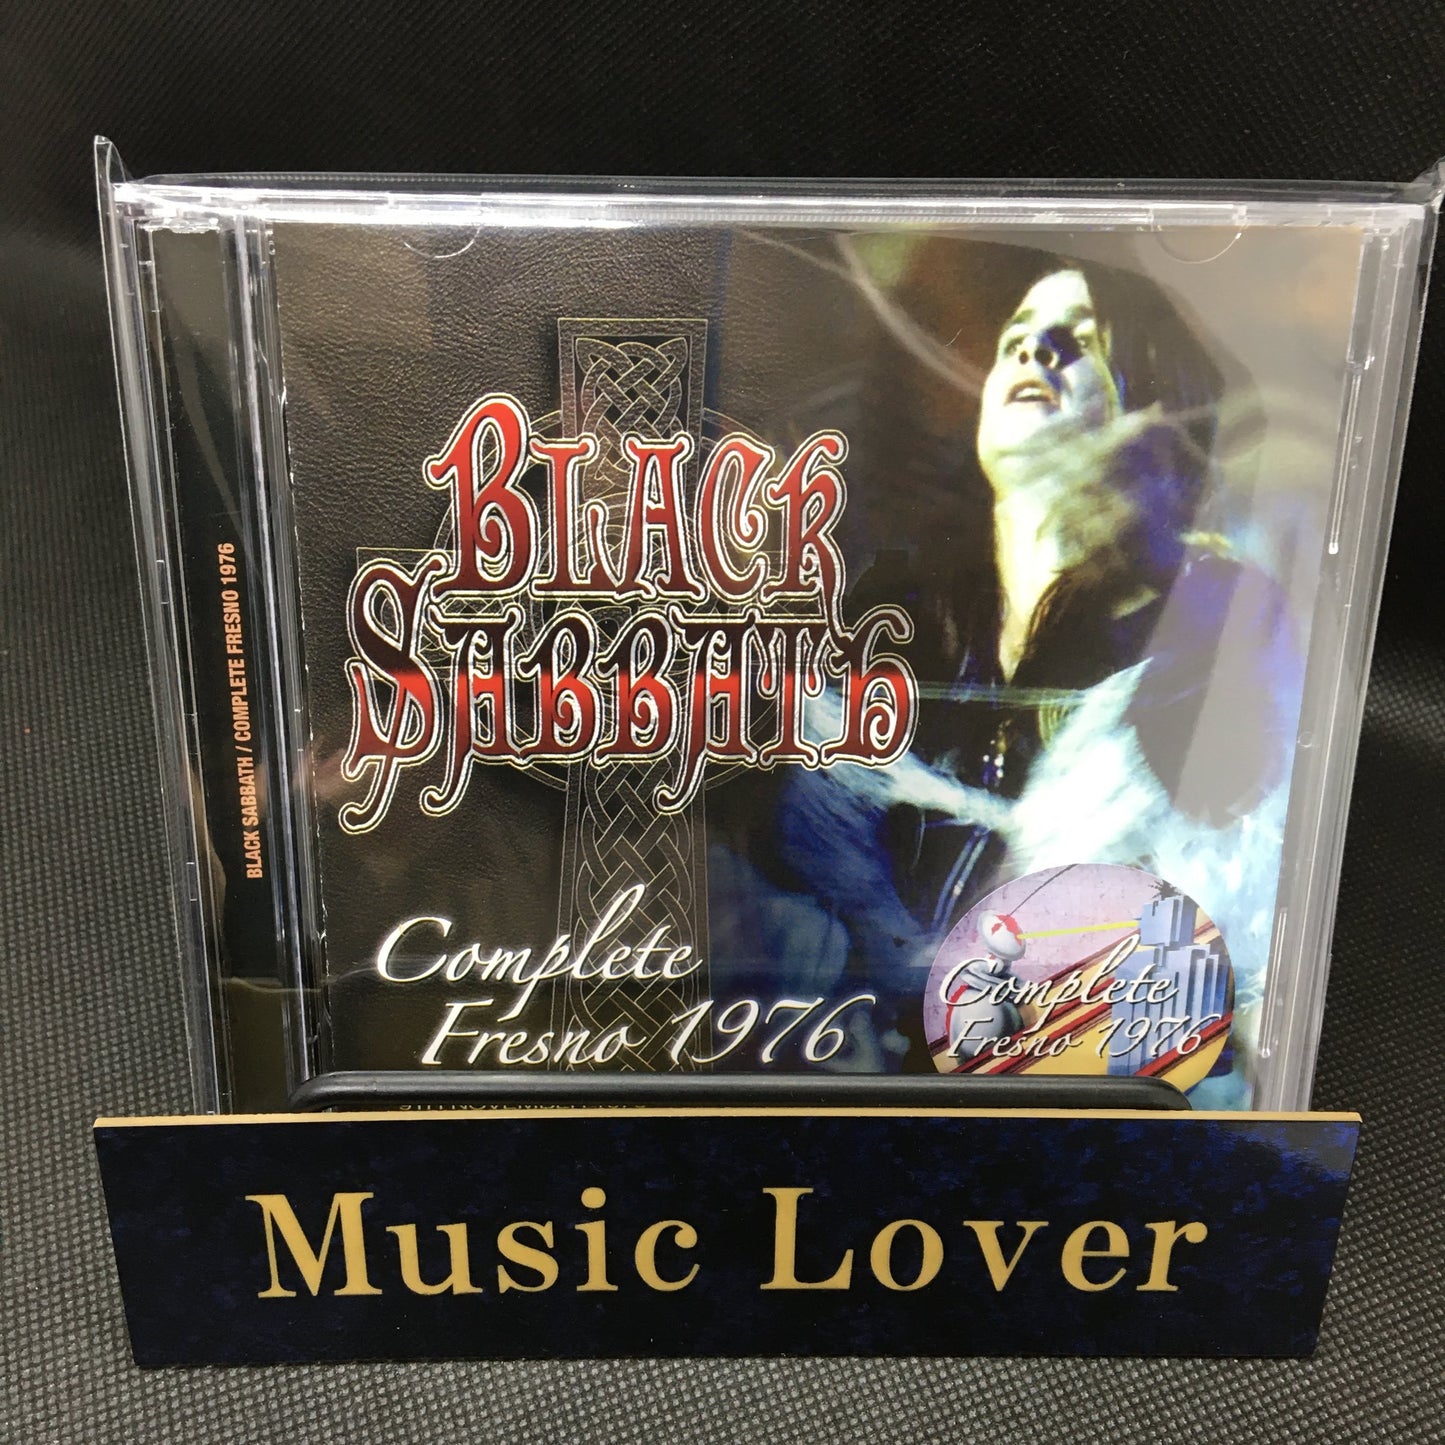 BLACK SABBATH / COMPLETE FRESNO 1976
BLACK
SABBATH
Complete
Fresno 1976
Complete
Fresno 1976
Music Lover